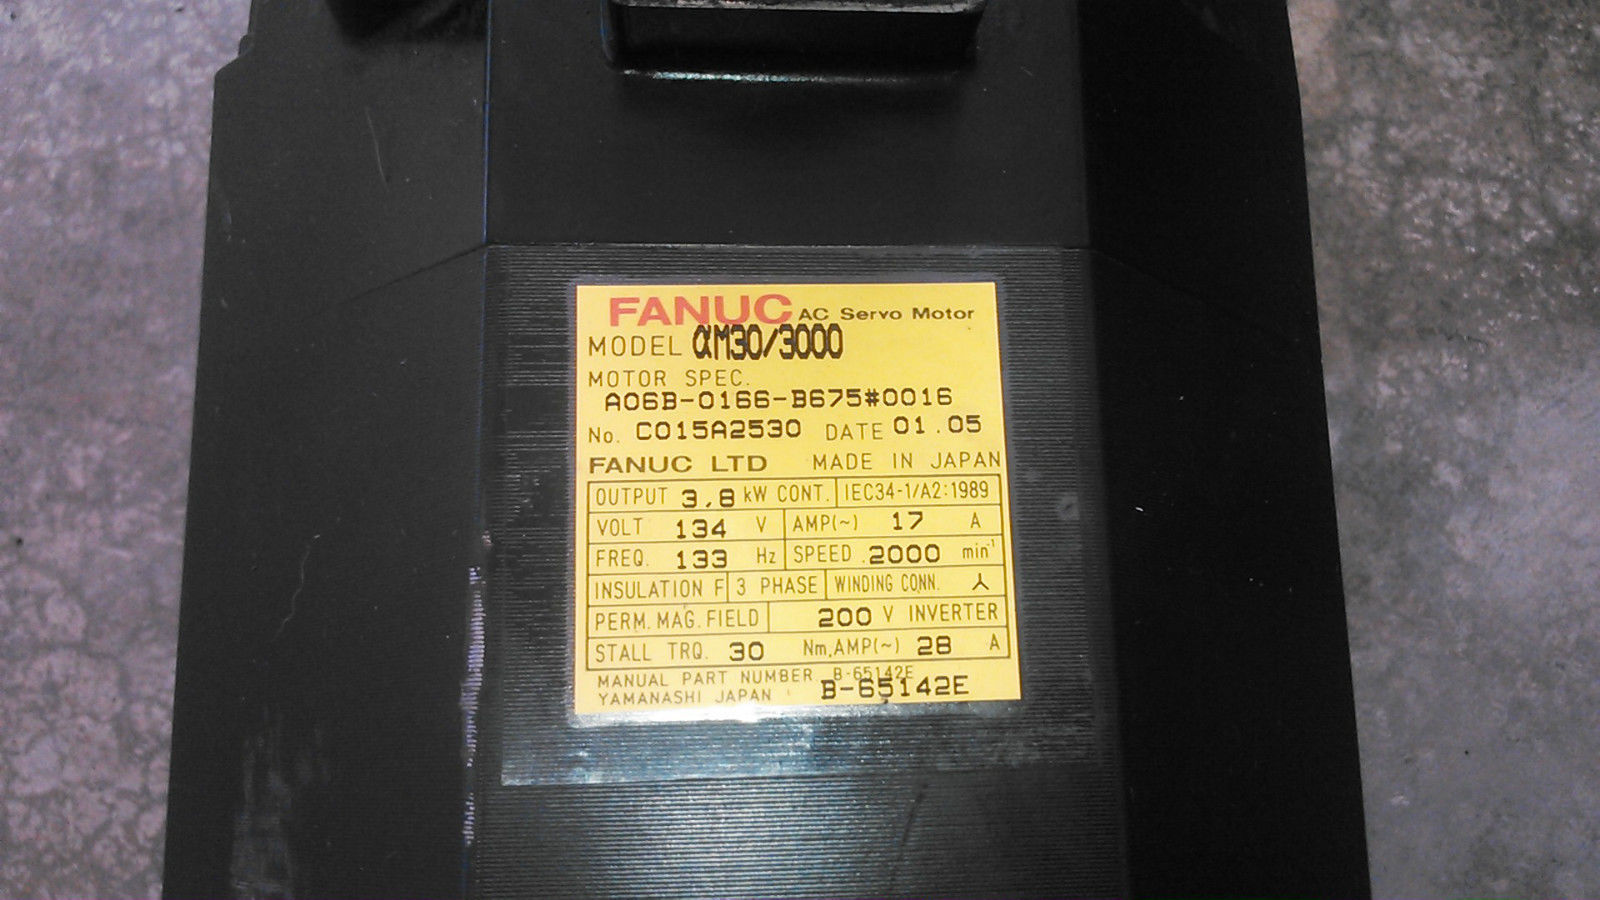 FANUC AC Servo Motor
MODEL αM30/3000
MOTOR SPEC.
A06B-0166-B675#0016
No. C015A2530 DATE 01.05
FANUC LTD MADE IN JAPAN
OUTPUT 3,8 kW CONT. IEC34-1/A2:1989
VOLT 134 V AMP(~) 17 A
FREQ. 133 Hz SPEED 2000 min⁻¹
INSULATION F 3 PHASE WINDING CONN. 人
PERM.MAG.FIELD 200 V INVERTER
STALL TRQ. 30 Nm,AMP(~) 28 A
MANUAL PART NUMBER B-65142E
YAMANASHI JAPAN B-65142E